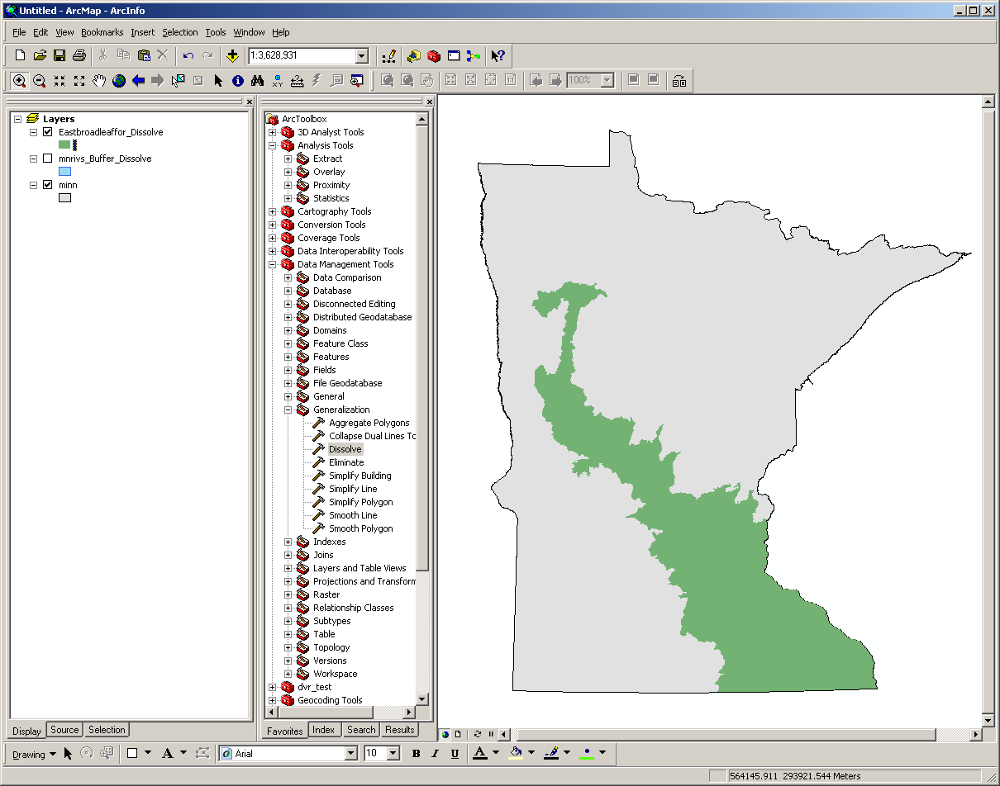 Untitled - ArcMap - ArcInfo
File Edit View Bookmarks Insert Selection Tools Window Help
1:3,628,931
100%
Layers
Eastbroadleaffor_Dissolve
mnrivs_Buffer_Dissolve
minn
Display Source Selection
ArcToolbox
3D Analyst Tools
Analysis Tools
Extract
Overlay
Proximity
Statistics
Cartography Tools
Conversion Tools
Coverage Tools
Data Interoperability Tools
Data Management Tools
Data Comparison
Database
Disconnected Editing
Distributed Geodatabase
Domains
Feature Class
Features
Fields
File Geodatabase
General
Generalization
Aggregate Polygons
Collapse Dual Lines To
Dissolve
Eliminate
Simplify Building
Simplify Line
Simplify Polygon
Smooth Line
Smooth Polygon
Indexes
Joins
Layers and Table Views
Projections and Transform
Raster
Relationship Classes
Subtypes
Table
Topology
Versions
Workspace
dvr_test
Geocoding Tools
Favorites Index Search Results
Drawing A Arial 10 B I U A
564145.911 293921.544 Meters